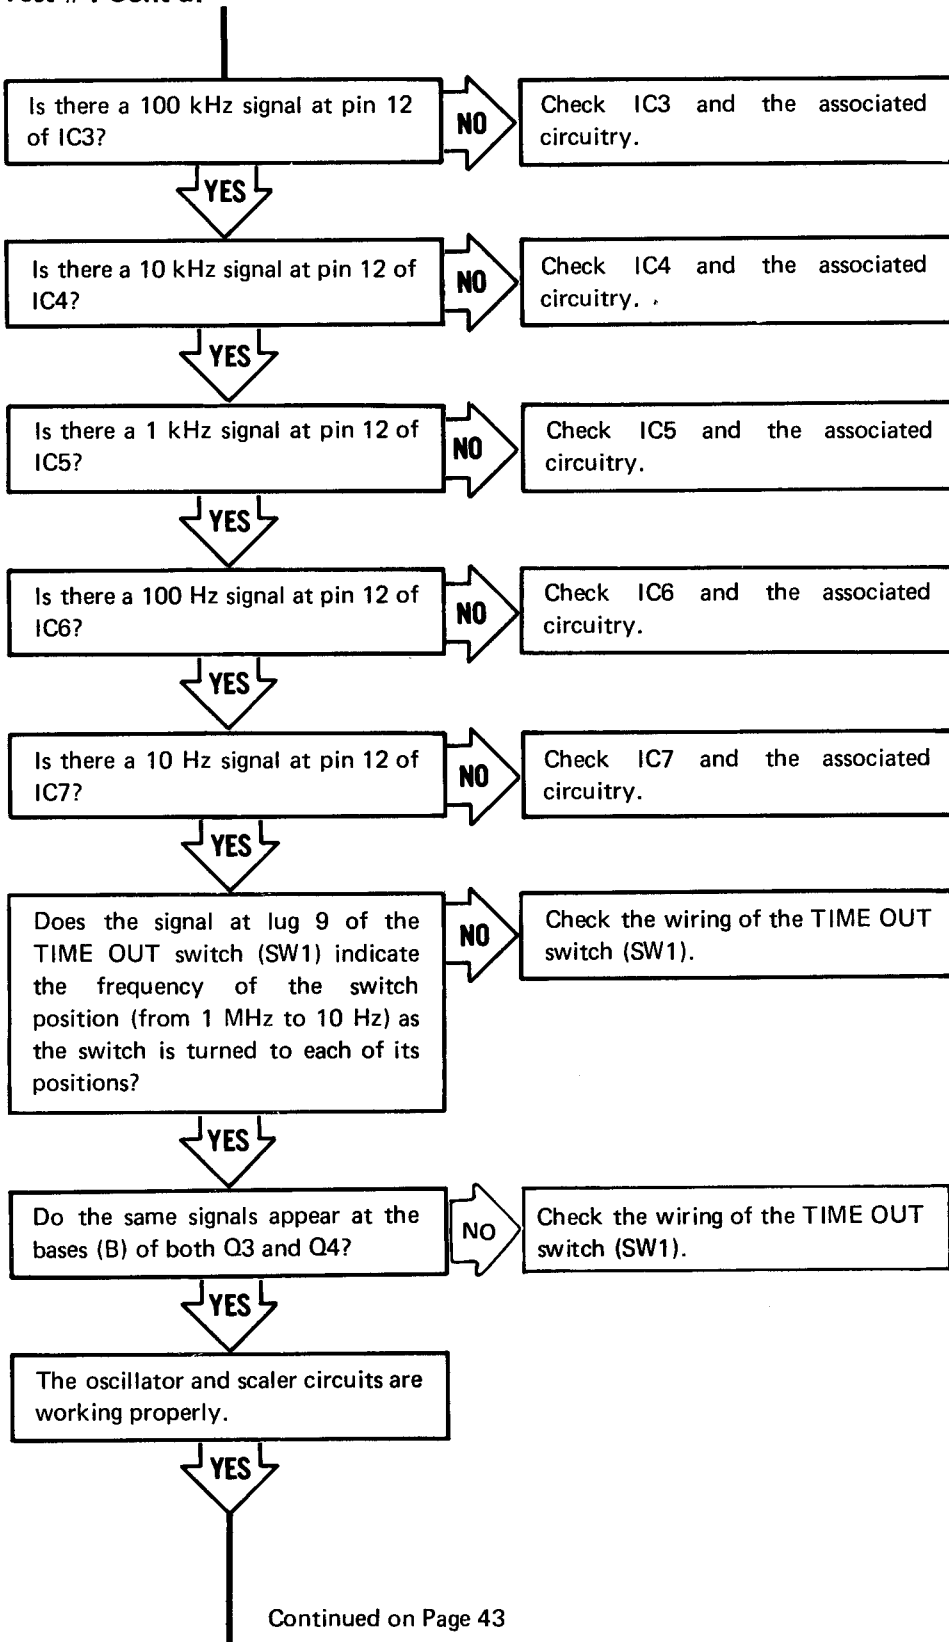 Is there a 100 kHz signal at pin 12
of IC3?
NO
Check IC3 and the associated
circuitry.
YES
Is there a 10 kHz signal at pin 12 of
IC4?
NO
Check IC4 and the associated
circuitry.
YES
Is there a 1 kHz signal at pin 12 of
IC5?
NO
Check IC5 and the associated
circuitry.
YES
Is there a 100 Hz signal at pin 12 of
IC6?
NO
Check IC6 and the associated
circuitry.
YES
Is there a 10 Hz signal at pin 12 of
IC7?
NO
Check IC7 and the associated
circuitry.
YES
Does the signal at lug 9 of the
TIME OUT switch (SW1) indicate
the frequency of the switch
position (from 1 MHz to 10 Hz) as
the switch is turned to each of its
positions?
NO
Check the wiring of the TIME OUT
switch (SW1).
YES
Do the same signals appear at the
bases (B) of both Q3 and Q4?
NO
Check the wiring of the TIME OUT
switch (SW1).
YES
The oscillator and scaler circuits are
working properly.
YES
Continued on Page 43